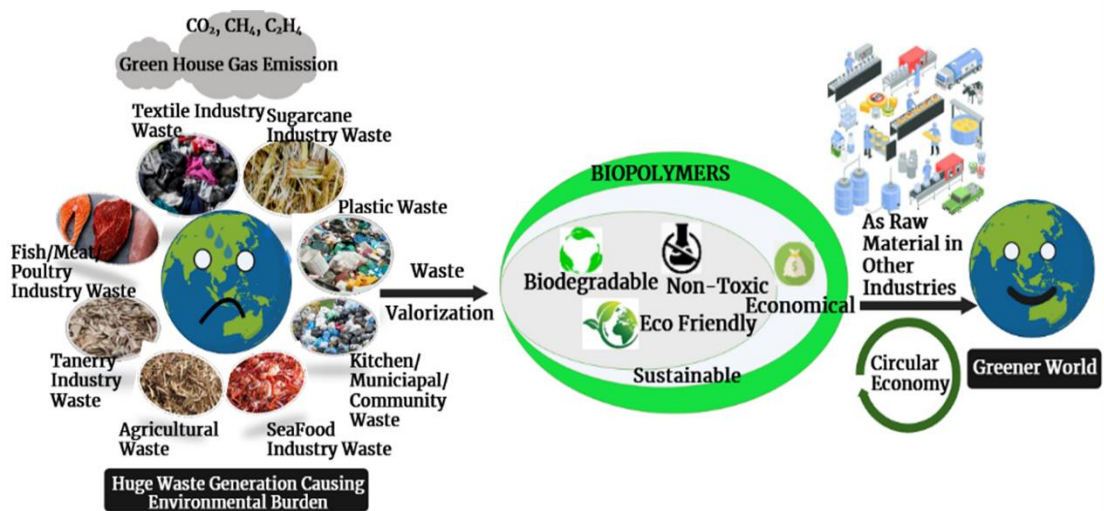 CO₂, CH₄, C₂H₄
Green House Gas Emission
Textile Industry
Waste
Sugarcane
Industry Waste
Plastic Waste
Fish/Meat/
Poultry
Industry Waste
Tanerry
Industry
Waste
Agricultural
Waste
SeaFood
Industry Waste
Kitchen/
Municiapal/
Community
Waste
Huge Waste Generation Causing
Environmental Burden
Waste
Valorization
BIOPOLYMERS
Biodegradable
Non-Toxic
Eco Friendly
Economical
Sustainable
As Raw
Material in
Other
Industries
Circular
Economy
Greener World